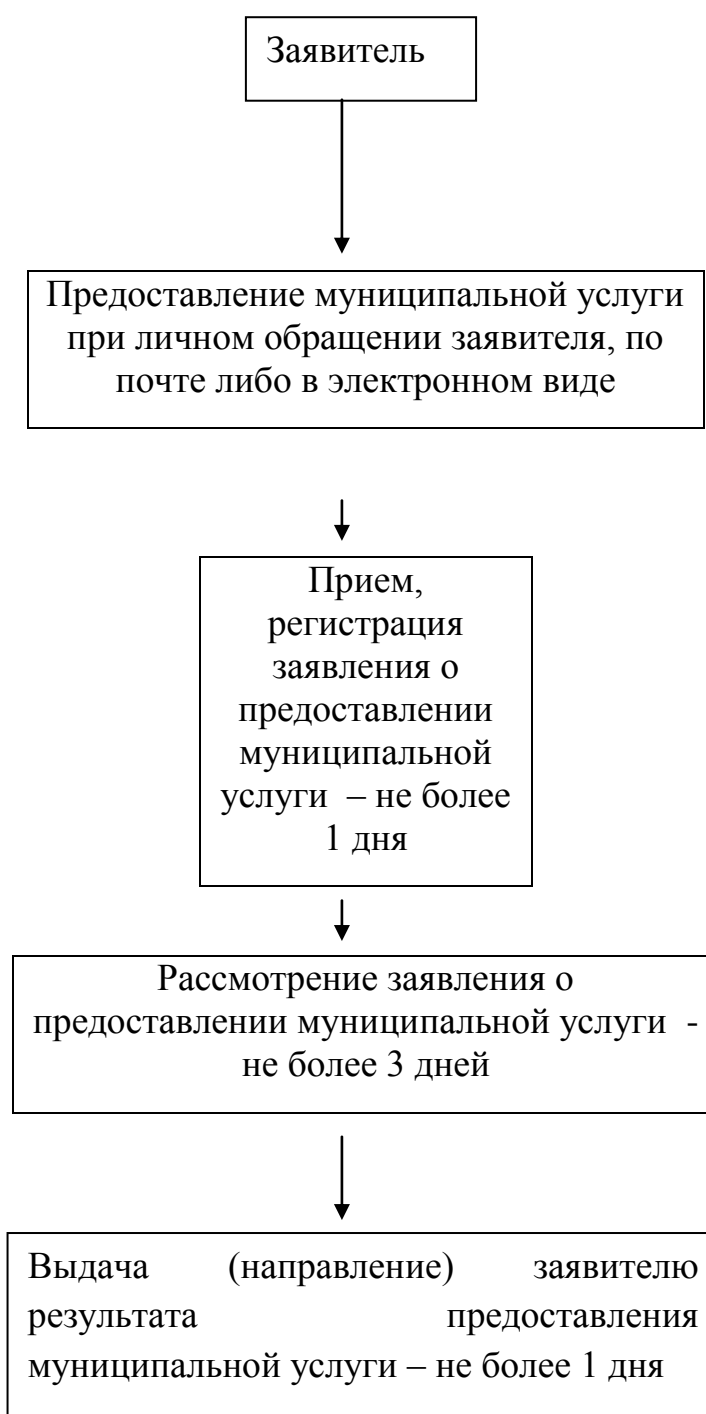 Заявитель
Предоставление муниципальной услуги
при личном обращении заявителя, по
почте либо в электронном виде
Прием,
регистрация
заявления о
предоставлении
муниципальной
услуги – не более
1 дня
Рассмотрение заявления о
предоставлении муниципальной услуги -
не более 3 дней
Выдача (направление) заявителю
результата предоставления
муниципальной услуги – не более 1 дня